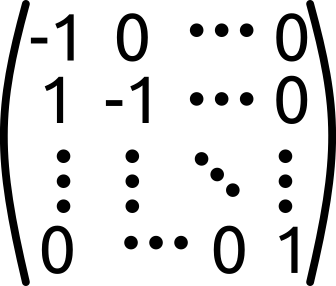 -1 0 ··· 0
1 -1 ··· 0
⋮ ⋮ ⋱ ⋮
0 ··· 0 1